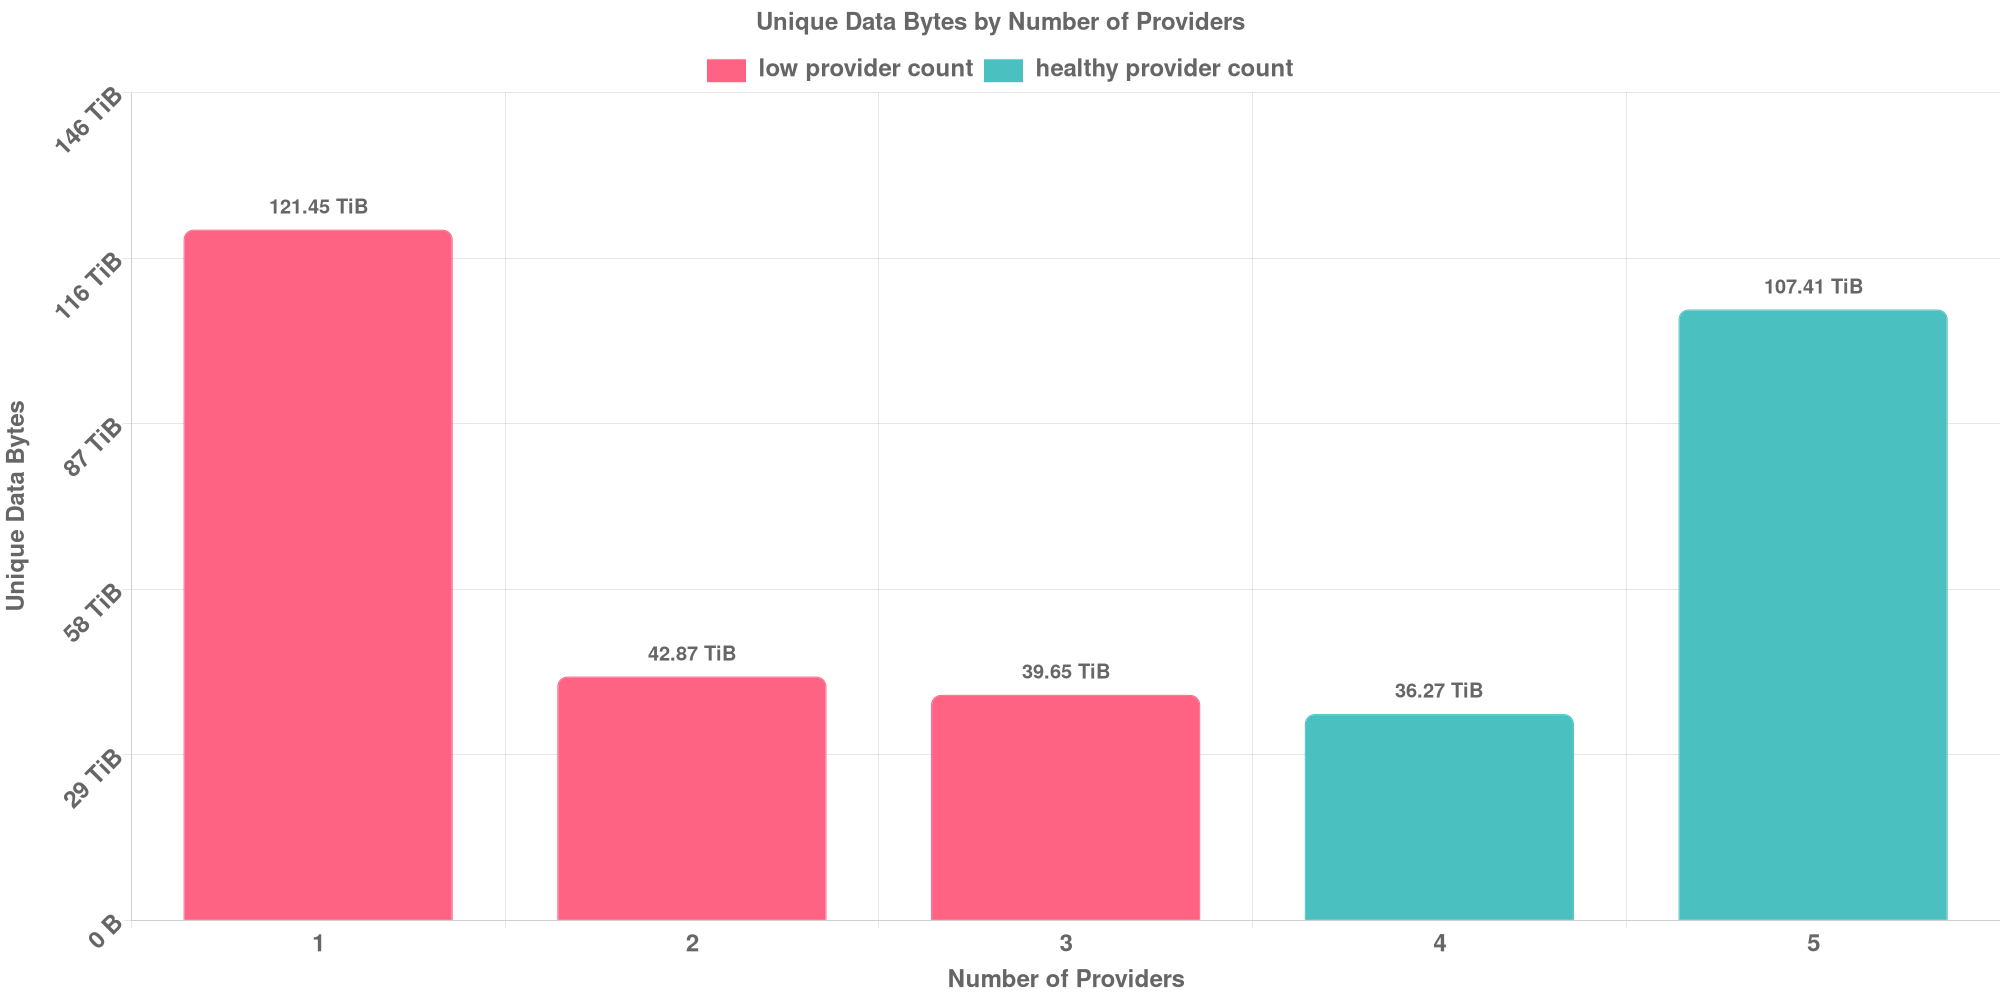 Unique Data Bytes by Number of Providers
low provider count healthy provider count
146 TiB
116 TiB
87 TiB
58 TiB
29 TiB
0 B
Unique Data Bytes
121.45 TiB
42.87 TiB
39.65 TiB
36.27 TiB
107.41 TiB
1 2 3 4 5
Number of Providers